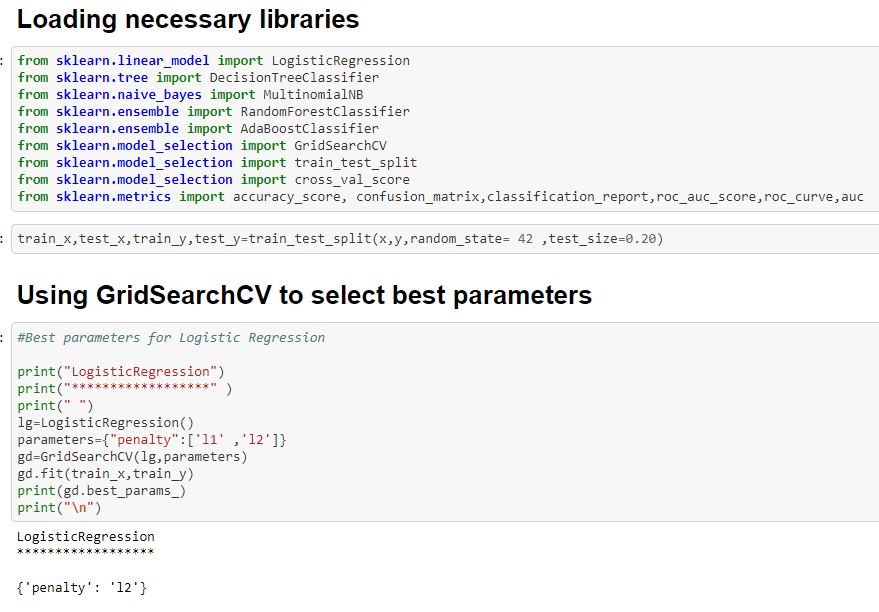 Loading necessary libraries
: from sklearn.linear_model import LogisticRegression
from sklearn.tree import DecisionTreeClassifier
from sklearn.naive_bayes import MultinomialNB
from sklearn.ensemble import RandomForestClassifier
from sklearn.ensemble import AdaBoostClassifier
from sklearn.model_selection import GridSearchCV
from sklearn.model_selection import train_test_split
from sklearn.model_selection import cross_val_score
from sklearn.metrics import accuracy_score, confusion_matrix,classification_report,roc_auc_score,roc_curve,auc
: train_x,test_x,train_y,test_y=train_test_split(x,y,random_state= 42 ,test_size=0.20)
Using GridSearchCV to select best parameters
: #Best parameters for Logistic Regression
print("LogisticRegression")
print("******************" )
print(" ")
lg=LogisticRegression()
parameters={"penalty":['l1' ,'l2']}
gd=GridSearchCV(lg,parameters)
gd.fit(train_x,train_y)
print(gd.best_params_)
print("\n")
LogisticRegression
******************
{'penalty': 'l2'}